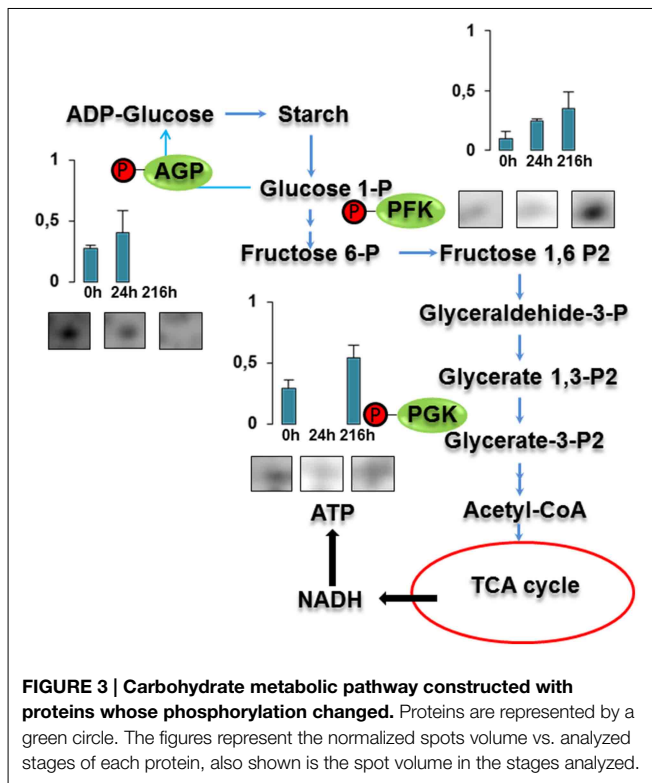 1
0,5
0
0h 24h 216h
ADP-Glucose
Starch
1
0,5
0
0h 24h 216h
P
AGP
Glucose 1-P
P
PFK
Fructose 6-P
Fructose 1,6 P2
Glyceraldehide-3-P
Glycerate 1,3-P2
1
0,5
0
0h 24h 216h
P
PGK
Glycerate-3-P2
Acetyl-CoA
ATP
TCA cycle
NADH
FIGURE 3 | Carbohydrate metabolic pathway constructed with
proteins whose phosphorylation changed. Proteins are represented by a
green circle. The figures represent the normalized spots volume vs. analyzed
stages of each protein, also shown is the spot volume in the stages analyzed.